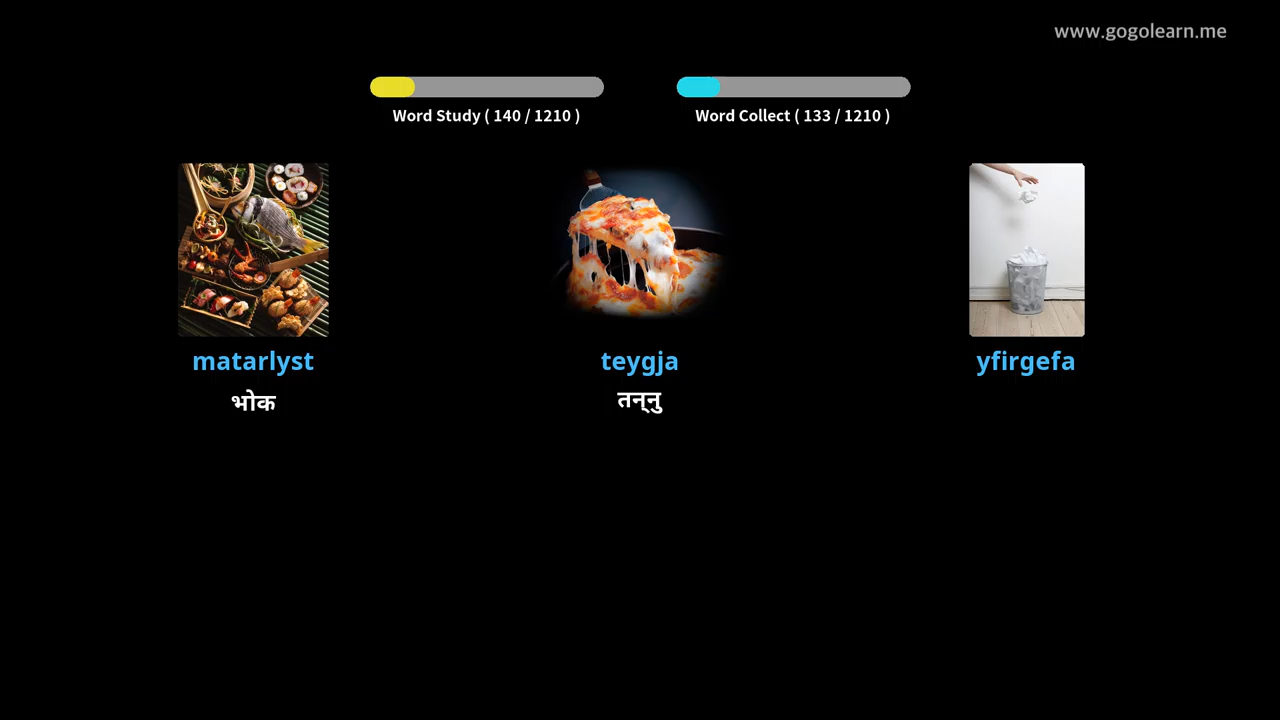 www.gogolearn.me
Word Study ( 140 / 1210 )
Word Collect ( 133 / 1210 )
matarlyst
teygja
yfirgefa
भोक
तन्नु